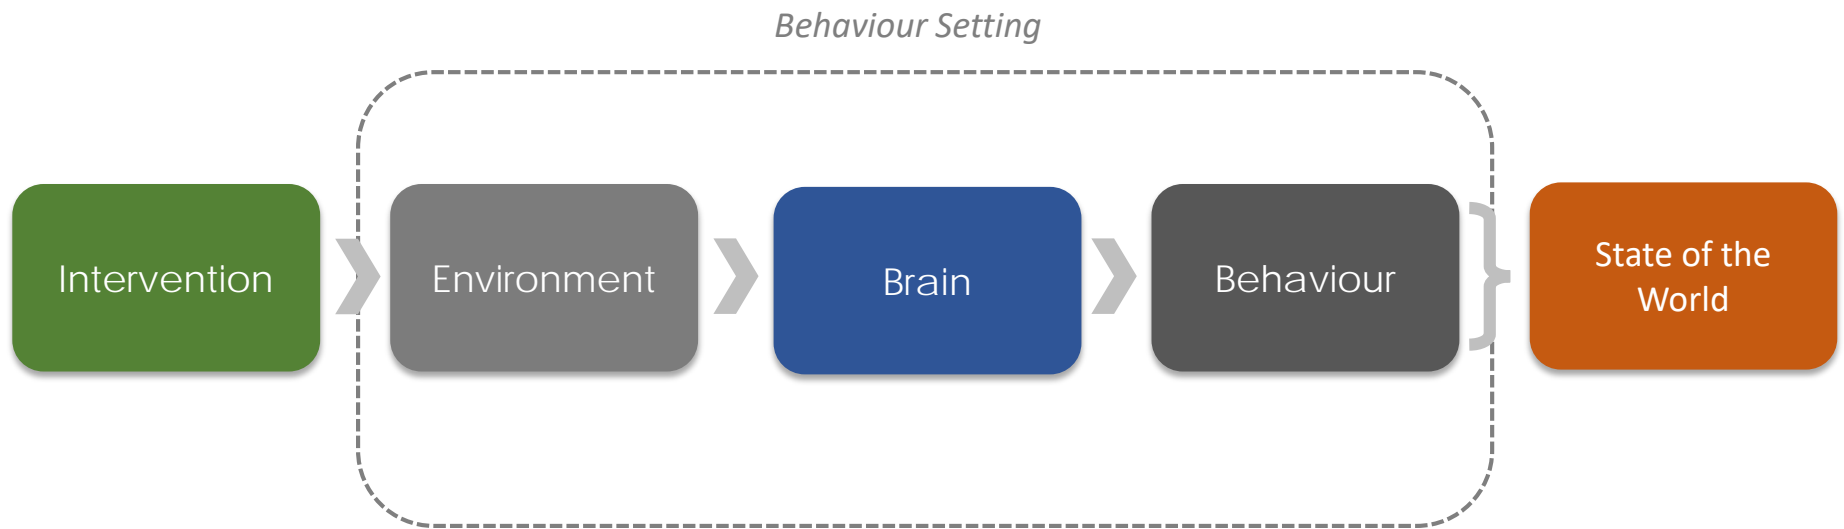 Behaviour Setting
Intervention
Environment
Brain
Behaviour
State of the
World